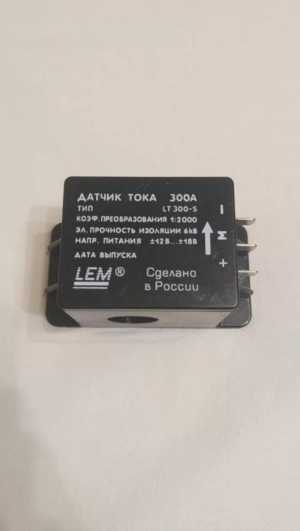 ДАТЧИК ТОКА 300А
ТИП LT 300-S
КОЭФ. ПРЕОБРАЗОВАНИЯ 1:2000
ЭЛ. ПРОЧНОСТЬ ИЗОЛЯЦИИ 6кВ
НАПР. ПИТАНИЯ ±12В...±18В
ДАТА ВЫПУСКА
LEM®
Сделано
в России
–
M
+